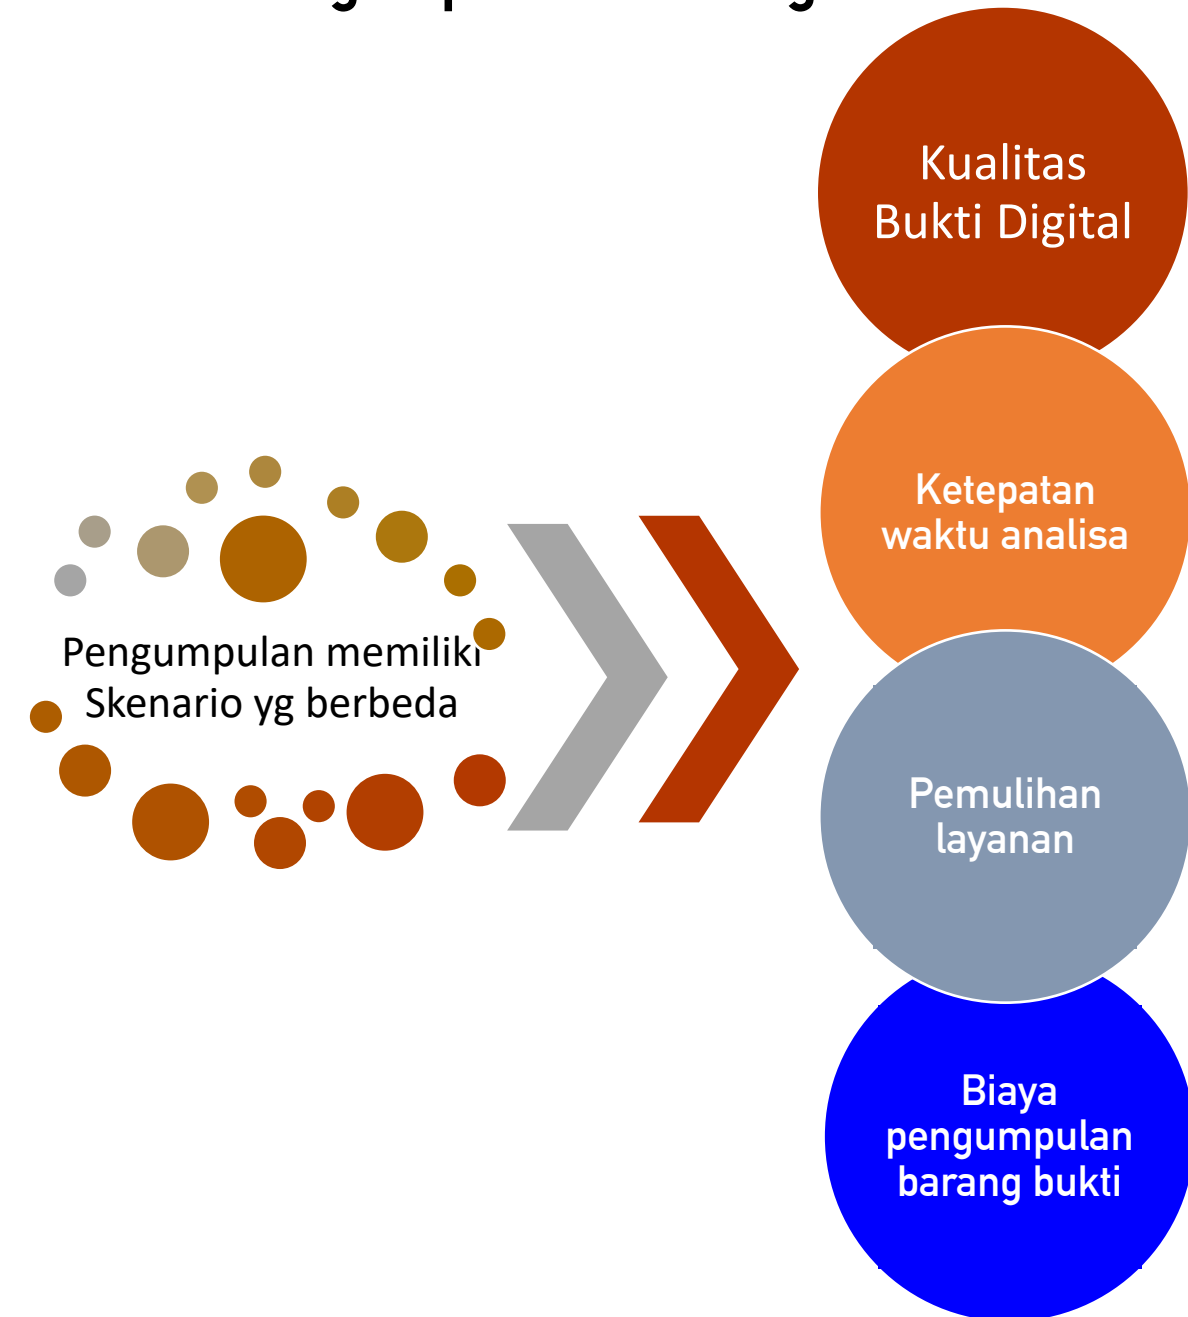 Pengumpulan memiliki
Skenario yg berbeda
Kualitas
Bukti Digital
Ketepatan
waktu analisa
Pemulihan
layanan
Biaya
pengumpulan
barang bukti